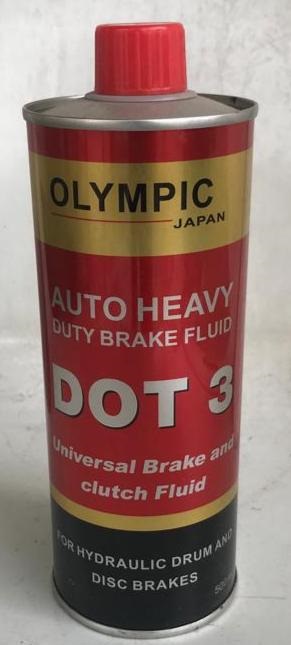 OLYMPIC
JAPAN
AUTO HEAVY
DUTY BRAKE FLUID
DOT 3
Universal Brake and
clutch Fluid
FOR HYDRAULIC DRUM AND
DISC BRAKES